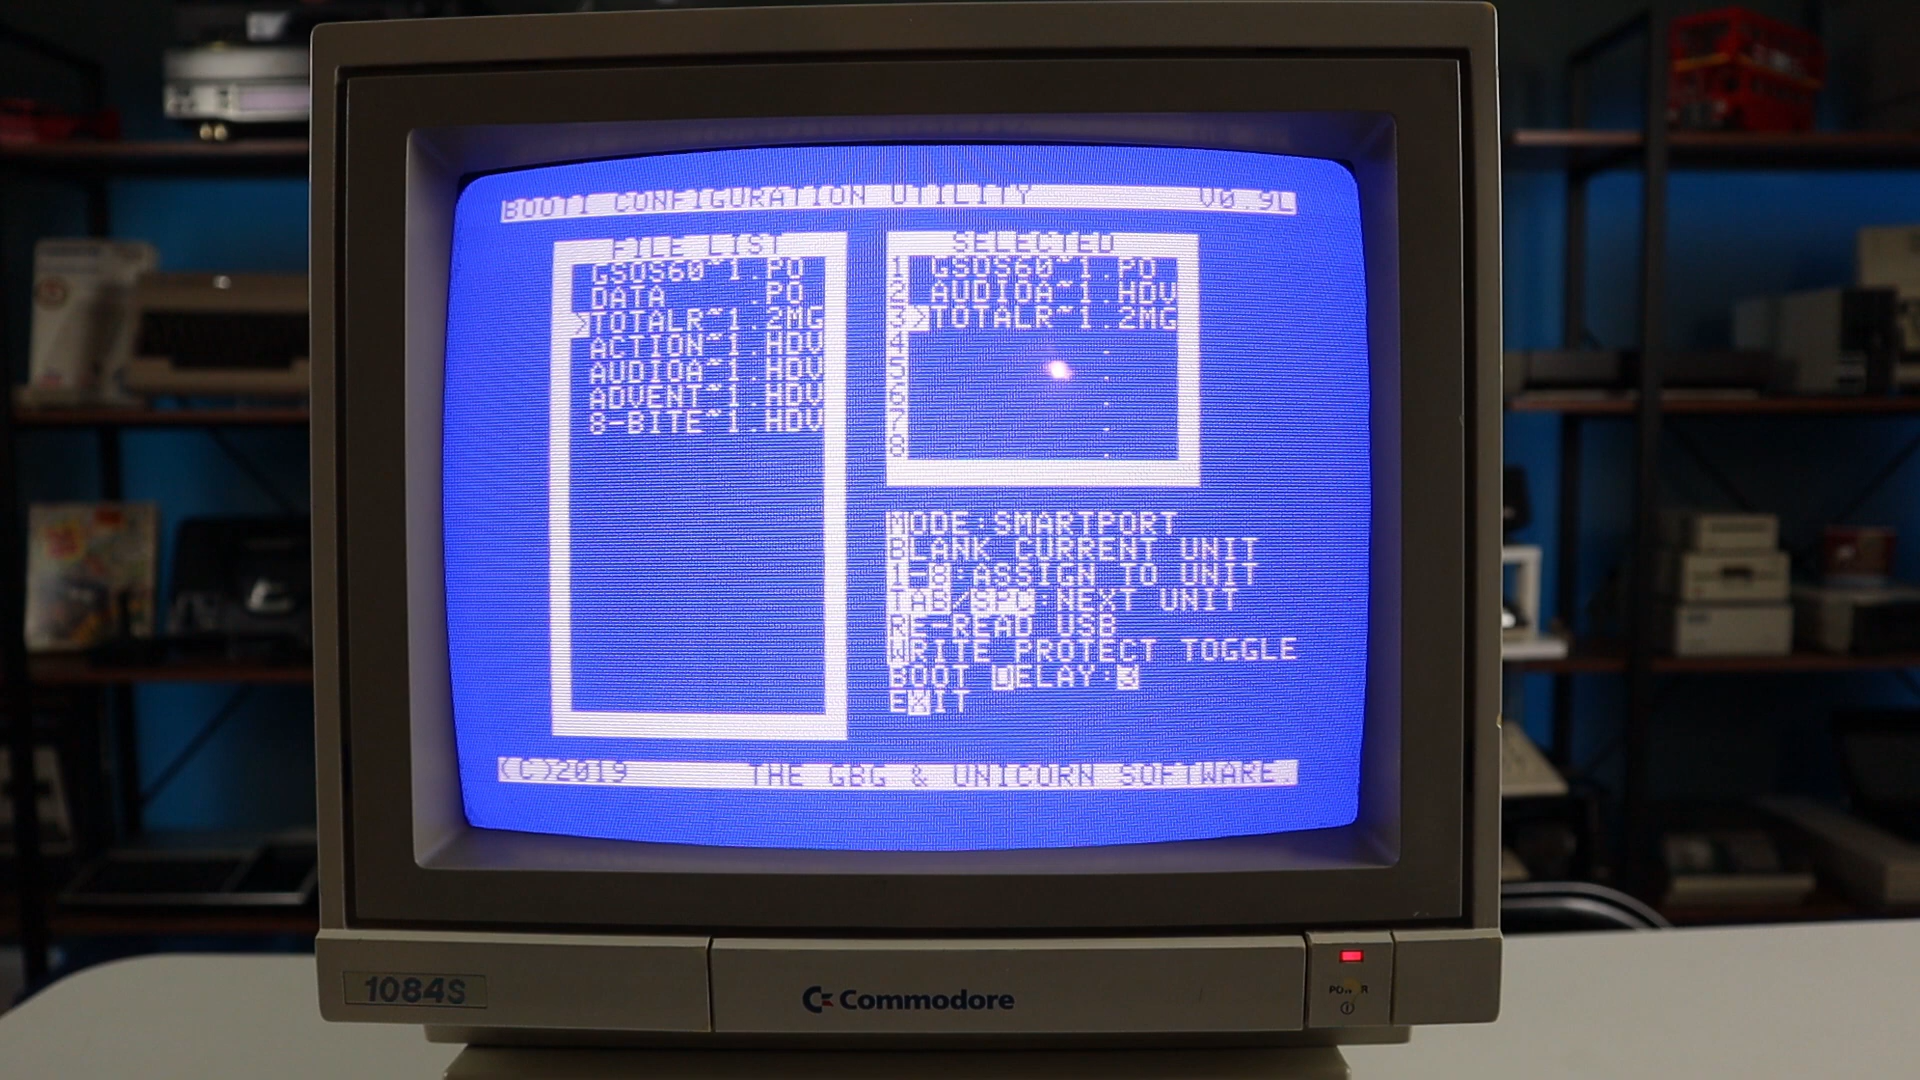 BOOTI CONFIGURATION UTILITY V0.9L
FILE LIST
GSOS60~1.PO
DATA .PO
>TOTALR~1.2MG
ACTION~1.HDV
AUDIOA~1.HDV
ADVENT~1.HDV
8-BITE~1.HDV
SELECTED
1 GSOS60~1.PO
2 AUDIOA~1.HDV
3>TOTALR~1.2MG
4 .
5 .
6 .
7 .
8 .
MODE:SMARTPORT
BLANK CURRENT UNIT
1-8:ASSIGN TO UNIT
TAB/SPC:NEXT UNIT
RE-READ USB
WRITE PROTECT TOGGLE
BOOT DELAY:3
EXIT
(C)2019 THE GBG & UNICORN SOFTWARE.
1084S
Commodore
POWER